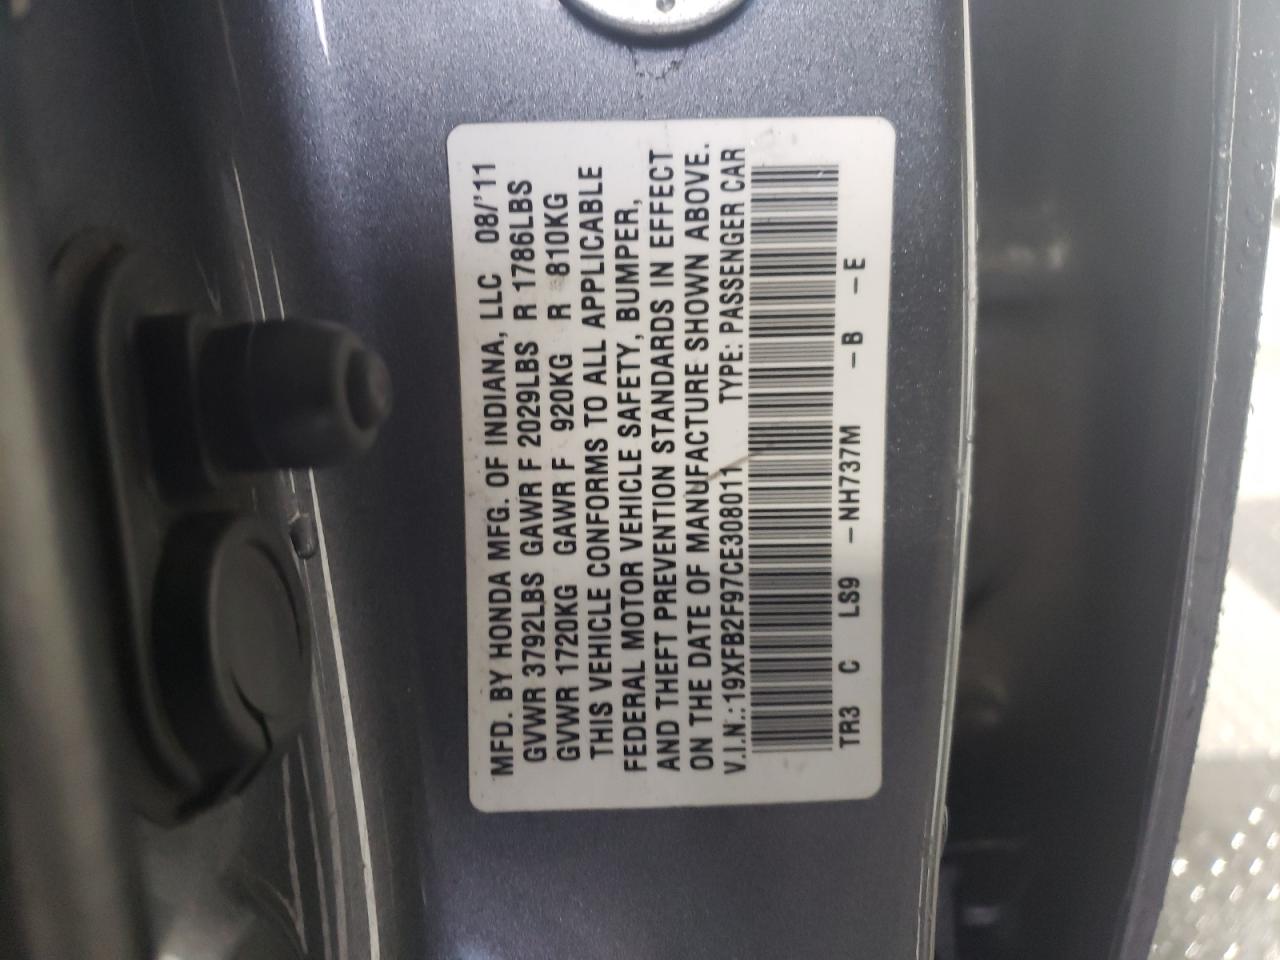 MFD. BY HONDA MFG. OF INDIANA, LLC 08/'11
GVWR 3792LBS GAWR F 2029LBS R 1786LBS
GVWR 1720KG GAWR F 920KG R 810KG
THIS VEHICLE CONFORMS TO ALL APPLICABLE
FEDERAL MOTOR VEHICLE SAFETY, BUMPER,
AND THEFT PREVENTION STANDARDS IN EFFECT
ON THE DATE OF MANUFACTURE SHOWN ABOVE.
V.I.N.:19XFB2F97CE308011 TYPE: PASSENGER CAR
TR3 C LS9 -NH737M -B -E